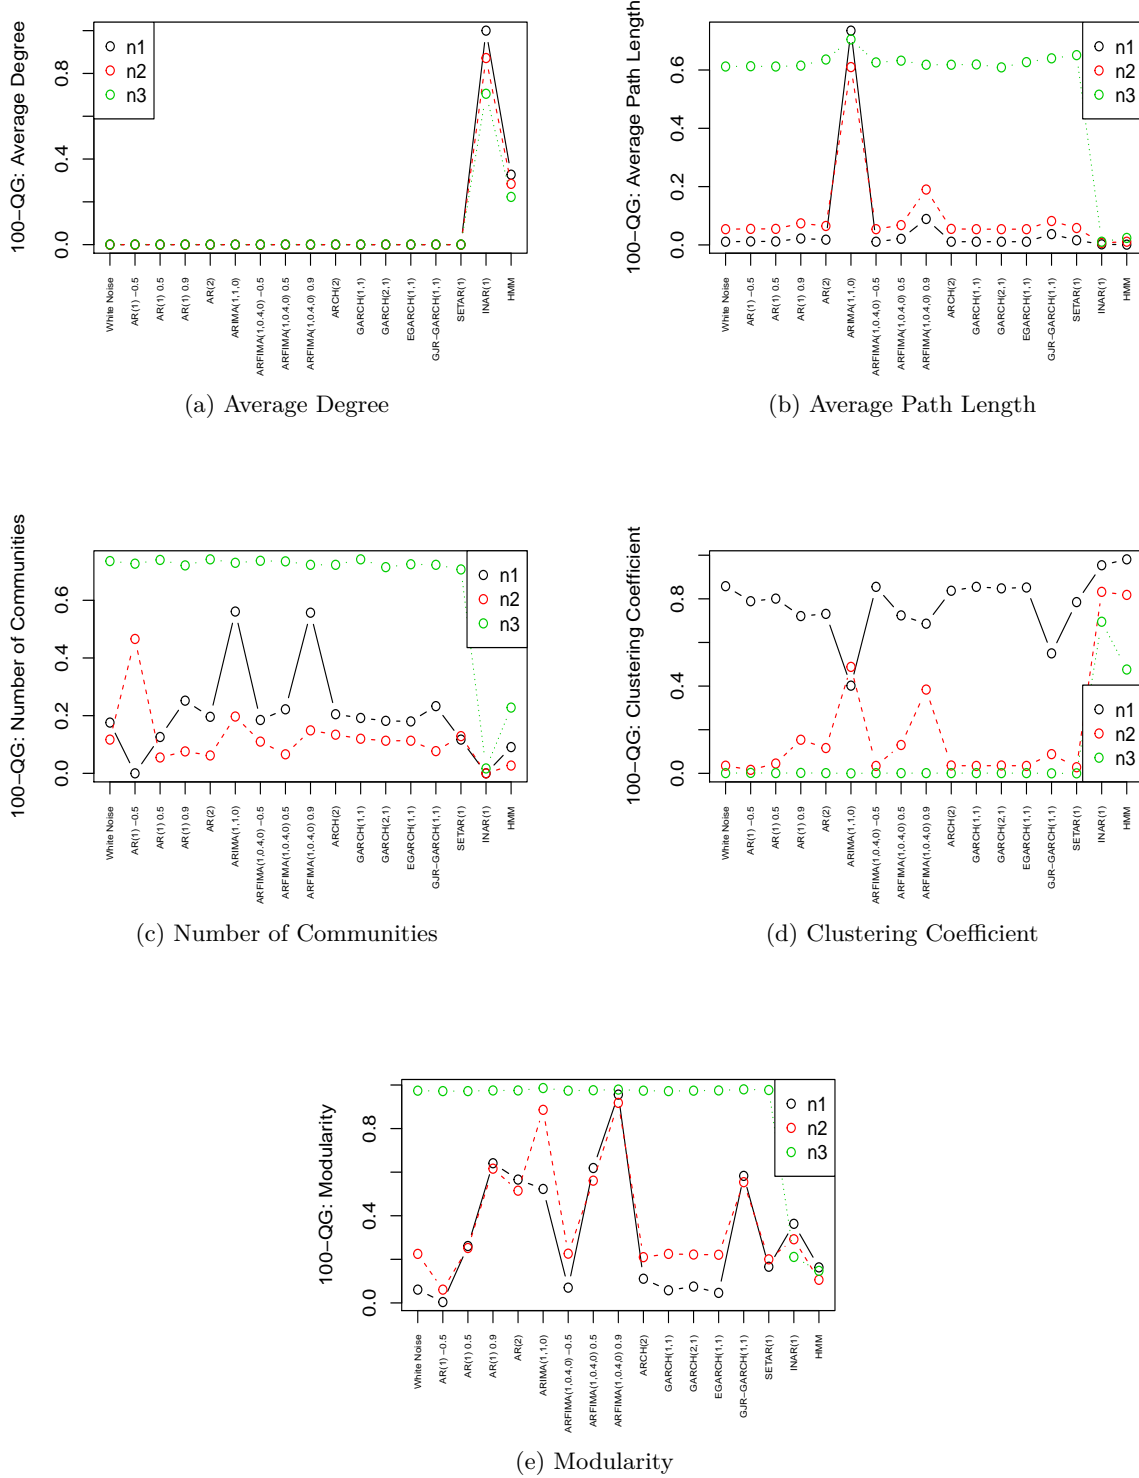 100−QG: Average Degree
0.0 0.4 0.8
n1
n2
n3
White Noise
AR(1) −0.5
AR(1) 0.5
AR(1) 0.9
AR(2)
ARIMA(1,1,0)
ARFIMA(1,0.4,0) −0.5
ARFIMA(1,0.4,0) 0.5
ARFIMA(1,0.4,0) 0.9
ARCH(2)
GARCH(1,1)
GARCH(2,1)
EGARCH(1,1)
GJR−GARCH(1,1)
SETAR(1)
INAR(1)
HMM
(a) Average Degree
100−QG: Average Path Length
0.0 0.2 0.4 0.6
n1
n2
n3
White Noise
AR(1) −0.5
AR(1) 0.5
AR(1) 0.9
AR(2)
ARIMA(1,1,0)
ARFIMA(1,0.4,0) −0.5
ARFIMA(1,0.4,0) 0.5
ARFIMA(1,0.4,0) 0.9
ARCH(2)
GARCH(1,1)
GARCH(2,1)
EGARCH(1,1)
GJR−GARCH(1,1)
SETAR(1)
INAR(1)
HMM
(b) Average Path Length
100−QG: Number of Communities
0.0 0.2 0.4 0.6
n1
n2
n3
White Noise
AR(1) −0.5
AR(1) 0.5
AR(1) 0.9
AR(2)
ARIMA(1,1,0)
ARFIMA(1,0.4,0) −0.5
ARFIMA(1,0.4,0) 0.5
ARFIMA(1,0.4,0) 0.9
ARCH(2)
GARCH(1,1)
GARCH(2,1)
EGARCH(1,1)
GJR−GARCH(1,1)
SETAR(1)
INAR(1)
HMM
(c) Number of Communities
100−QG: Clustering Coefficient
0.0 0.4 0.8
n1
n2
n3
White Noise
AR(1) −0.5
AR(1) 0.5
AR(1) 0.9
AR(2)
ARIMA(1,1,0)
ARFIMA(1,0.4,0) −0.5
ARFIMA(1,0.4,0) 0.5
ARFIMA(1,0.4,0) 0.9
ARCH(2)
GARCH(1,1)
GARCH(2,1)
EGARCH(1,1)
GJR−GARCH(1,1)
SETAR(1)
INAR(1)
HMM
(d) Clustering Coefficient
100−QG: Modularity
0.0 0.4 0.8
n1
n2
n3
White Noise
AR(1) −0.5
AR(1) 0.5
AR(1) 0.9
AR(2)
ARIMA(1,1,0)
ARFIMA(1,0.4,0) −0.5
ARFIMA(1,0.4,0) 0.5
ARFIMA(1,0.4,0) 0.9
ARCH(2)
GARCH(1,1)
GARCH(2,1)
EGARCH(1,1)
GJR−GARCH(1,1)
SETAR(1)
INAR(1)
HMM
(e) Modularity